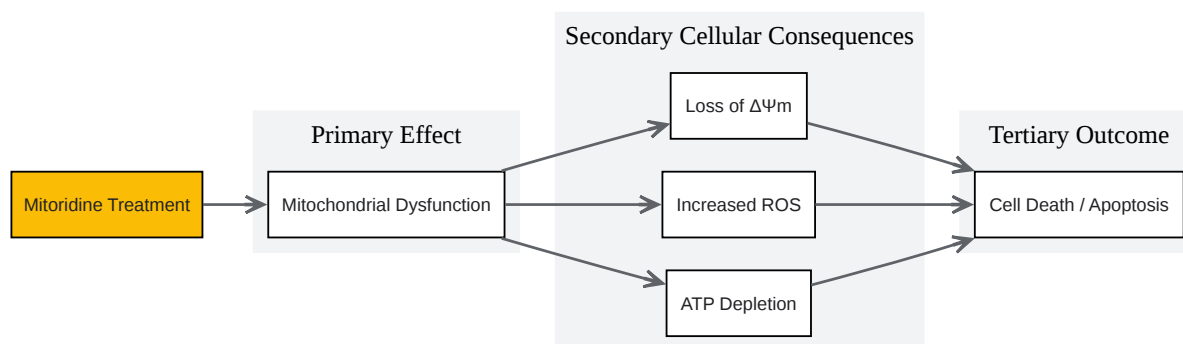 Secondary Cellular Consequences
Loss of ΔΨm
Primary Effect
Tertiary Outcome
Mitoridine Treatment
Mitochondrial Dysfunction
Increased ROS
Cell Death / Apoptosis
ATP Depletion